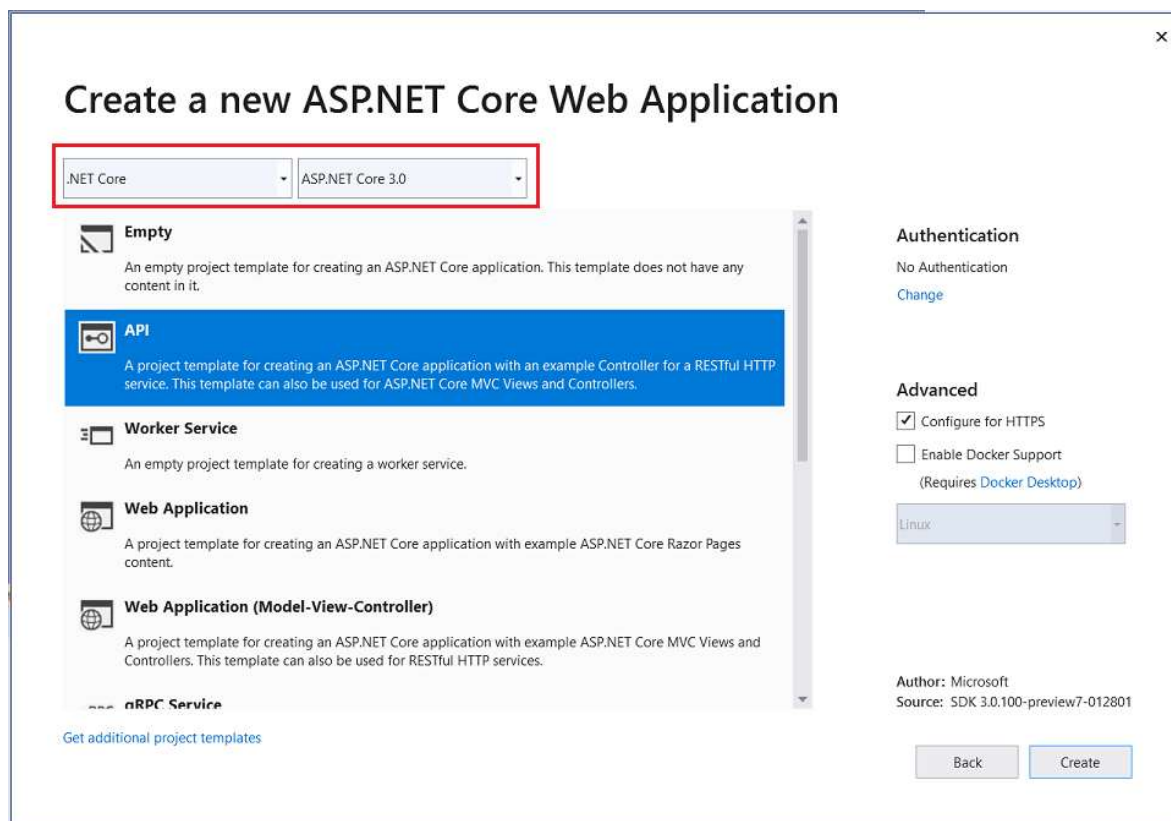 Create a new ASP.NET Core Web Application
.NET Core
ASP.NET Core 3.0
Empty
An empty project template for creating an ASP.NET Core application. This template does not have any
content in it.
API
A project template for creating an ASP.NET Core application with an example Controller for a RESTful HTTP
service. This template can also be used for ASP.NET Core MVC Views and Controllers.
Worker Service
An empty project template for creating a worker service.
Web Application
A project template for creating an ASP.NET Core application with example ASP.NET Core Razor Pages
content.
Web Application (Model-View-Controller)
A project template for creating an ASP.NET Core application with example ASP.NET Core MVC Views and
Controllers. This template can also be used for RESTful HTTP services.
gRPC Service
Get additional project templates
Authentication
No Authentication
Change
Advanced
Configure for HTTPS
Enable Docker Support
(Requires Docker Desktop)
Linux
Author: Microsoft
Source: SDK 3.0.100-preview7-012801
Back
Create